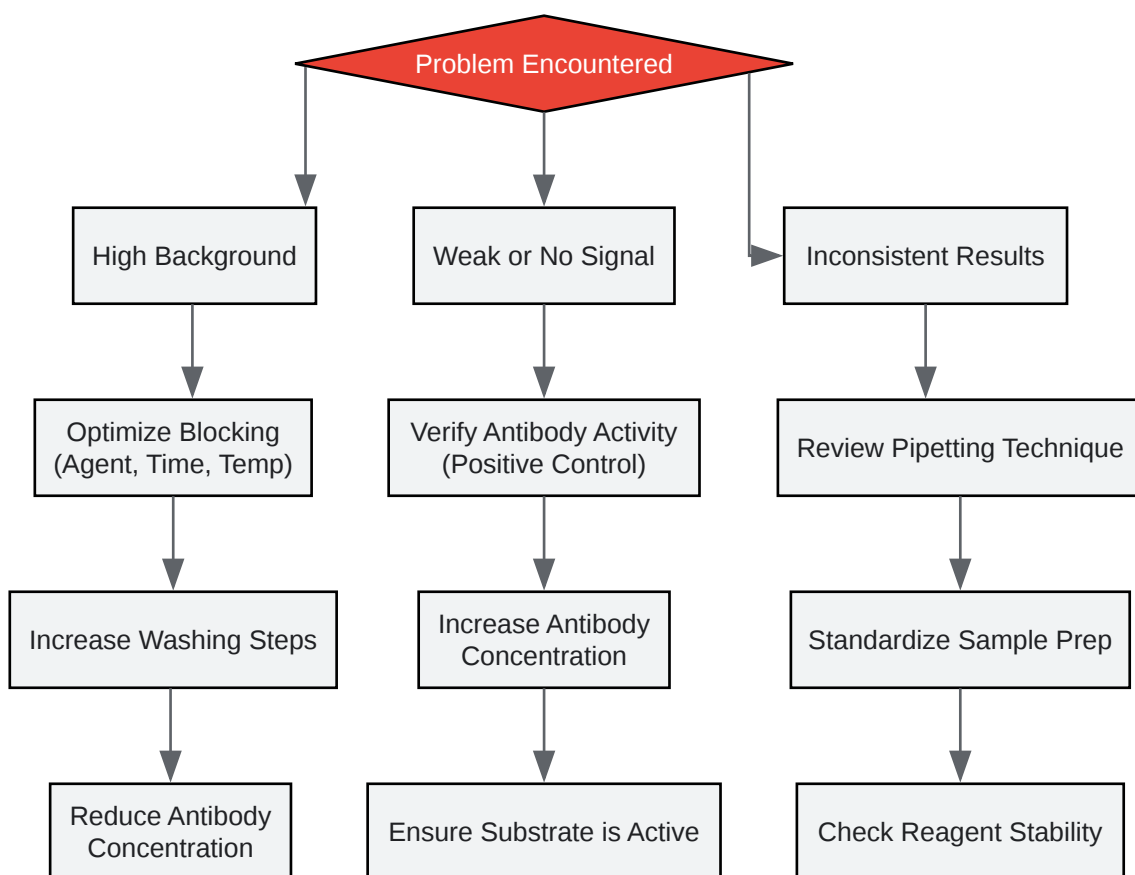 Problem Encountered
High Background
Weak or No Signal
Inconsistent Results
Optimize Blocking
(Agent, Time, Temp)
Verify Antibody Activity
(Positive Control)
Review Pipetting Technique
Increase Washing Steps
Increase Antibody
Concentration
Standardize Sample Prep
Reduce Antibody
Concentration
Ensure Substrate is Active
Check Reagent Stability